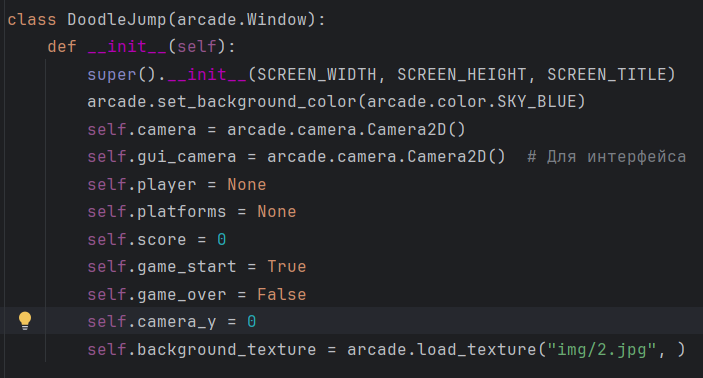 class DoodleJump(arcade.Window):
    def __init__(self):
        super().__init__(SCREEN_WIDTH, SCREEN_HEIGHT, SCREEN_TITLE)
        arcade.set_background_color(arcade.color.SKY_BLUE)
        self.camera = arcade.camera.Camera2D()
        self.gui_camera = arcade.camera.Camera2D()  # Для интерфейса
        self.player = None
        self.platforms = None
        self.score = 0
        self.game_start = True
        self.game_over = False
        self.camera_y = 0
        self.background_texture = arcade.load_texture("img/2.jpg", )